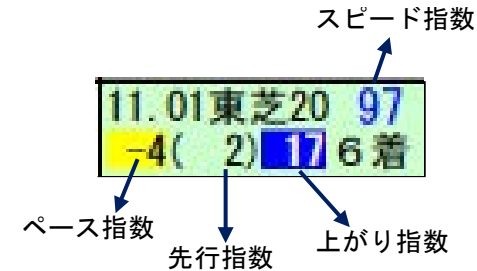 スピード指数
11.01東芝20 97
-4( 2) 17 6着
ペース指数
先行指数
上がり指数